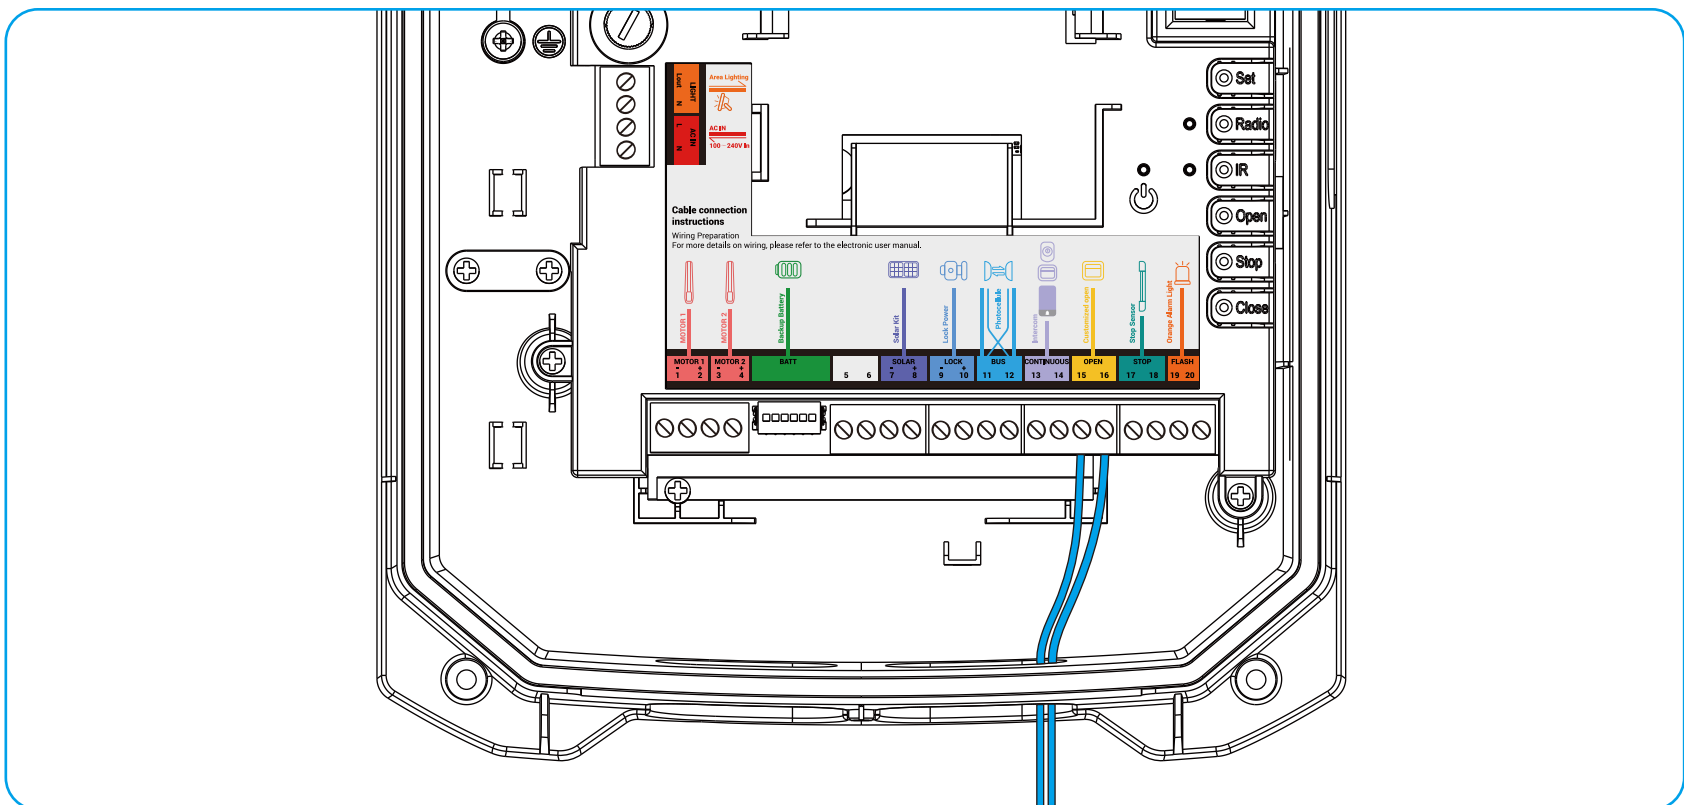 LIGHT
Lout N
Area Lighting
AC IN
L N
AC IN
100 - 240V In
Set
Radio
IR
Open
Stop
Close
Cable connection
instructions
Wiring Preparation
For more details on wiring, please refer to the electronic user manual.
MOTOR 1
MOTOR 2
Backup Battery
Solar Kit
Lock Power
Photocellule
Intercom
Customized open
Stop Sensor
Orange Alarm Light
MOTOR 1 MOTOR 2 BATT SOLAR LOCK BUS CONTINUOUS OPEN STOP FLASH
- + - + - + - +
1 2 3 4 5 6 7 8 9 10 11 12 13 14 15 16 17 18 19 20